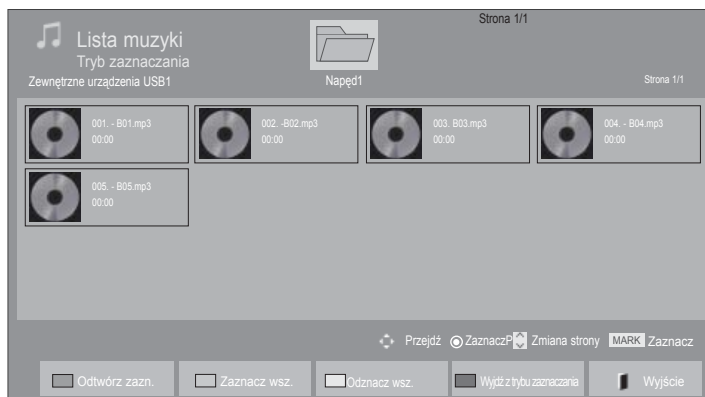 Strona 1/1
Lista muzyki
Tryb zaznaczania
Zewnętrzne urządzenia USB1
Napęd1
Strona 1/1
001. - B01.mp3
00:00
002. -B02.mp3
00:00
003. B03.mp3
00:00
004. - B04.mp3
00:00
005. - B05.mp3
00:00
Przejdź ZaznaczP Zmiana strony MARK Zaznacz
Odtwórz zazn. Zaznacz wsz. Odznacz wsz. Wyjdź z trybu zaznaczania Wyjście